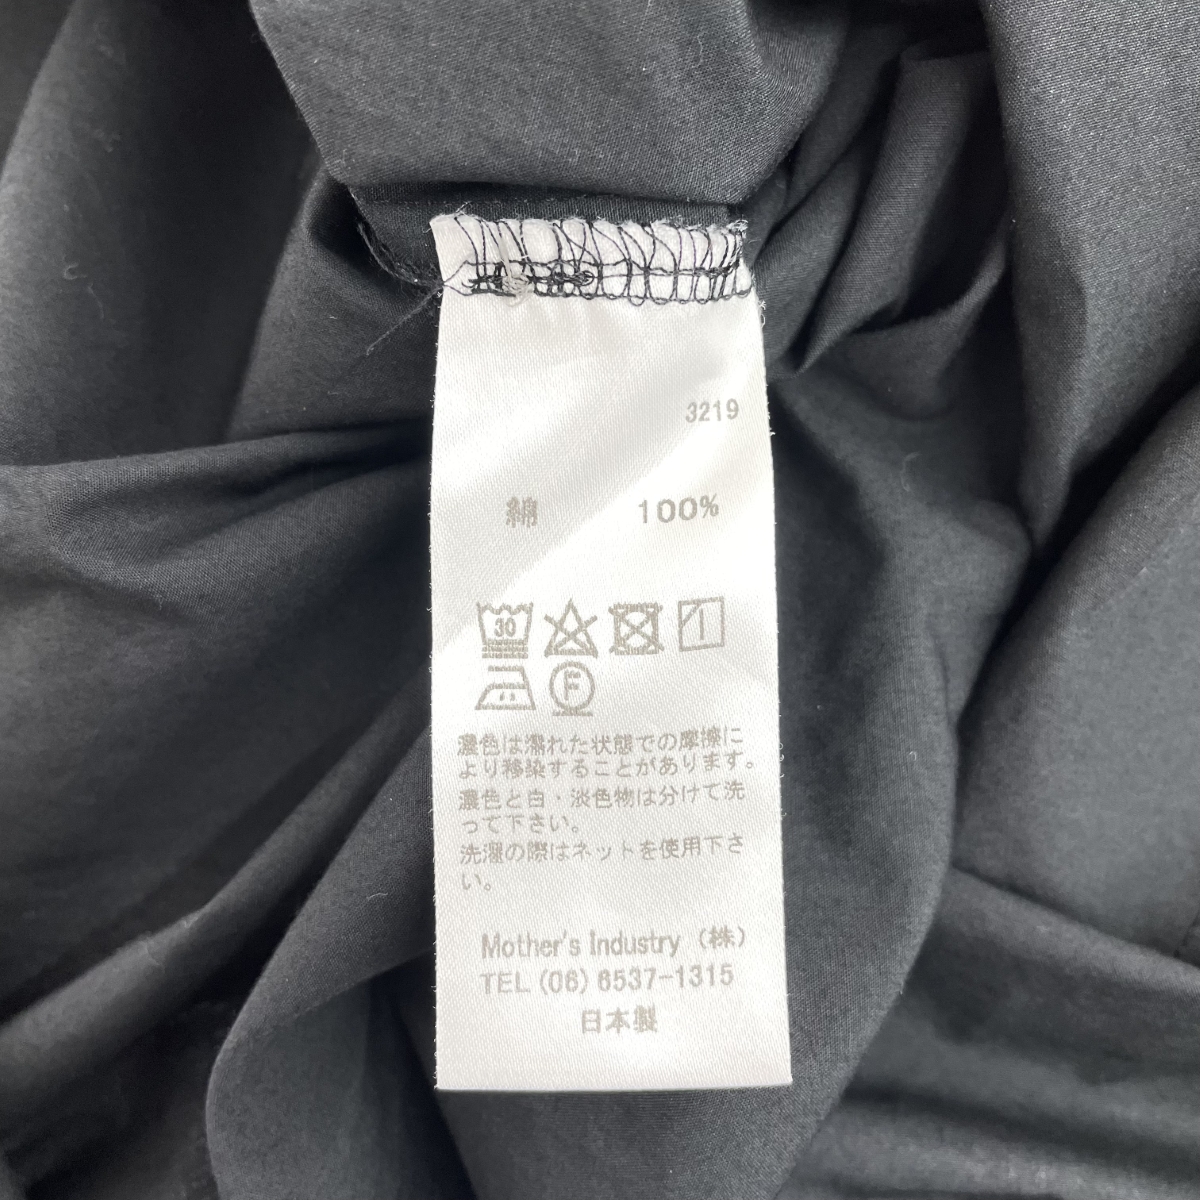 3219
綿 100%
30
F
濃色は濡れた状態での摩擦に
より移染することがあります。
濃色と白・淡色物は分けて洗
って下さい。
洗濯の際はネットを使用下さ
い。
Mother's Industry (株)
TEL (06) 6537-1315
日本製